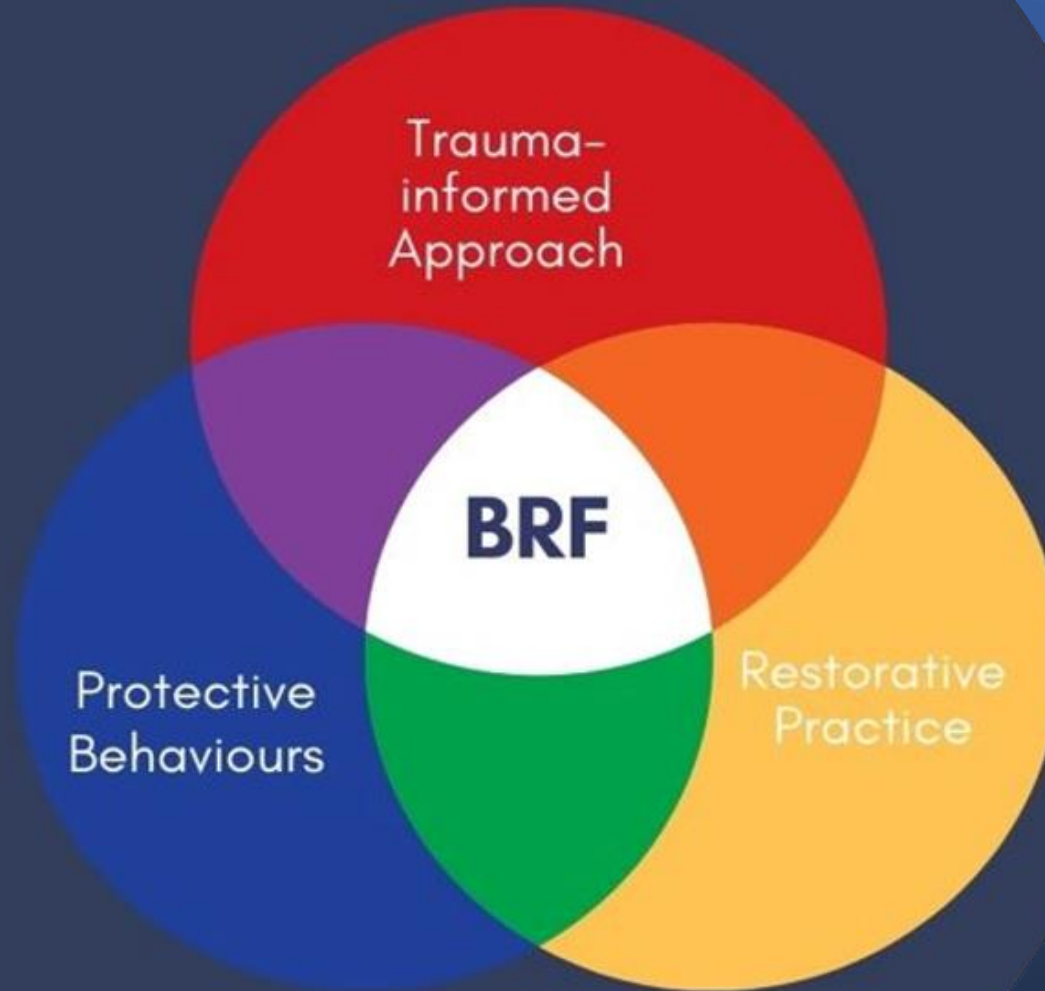 Trauma-
informed
Approach
BRF
Protective
Behaviours
Restorative
Practice